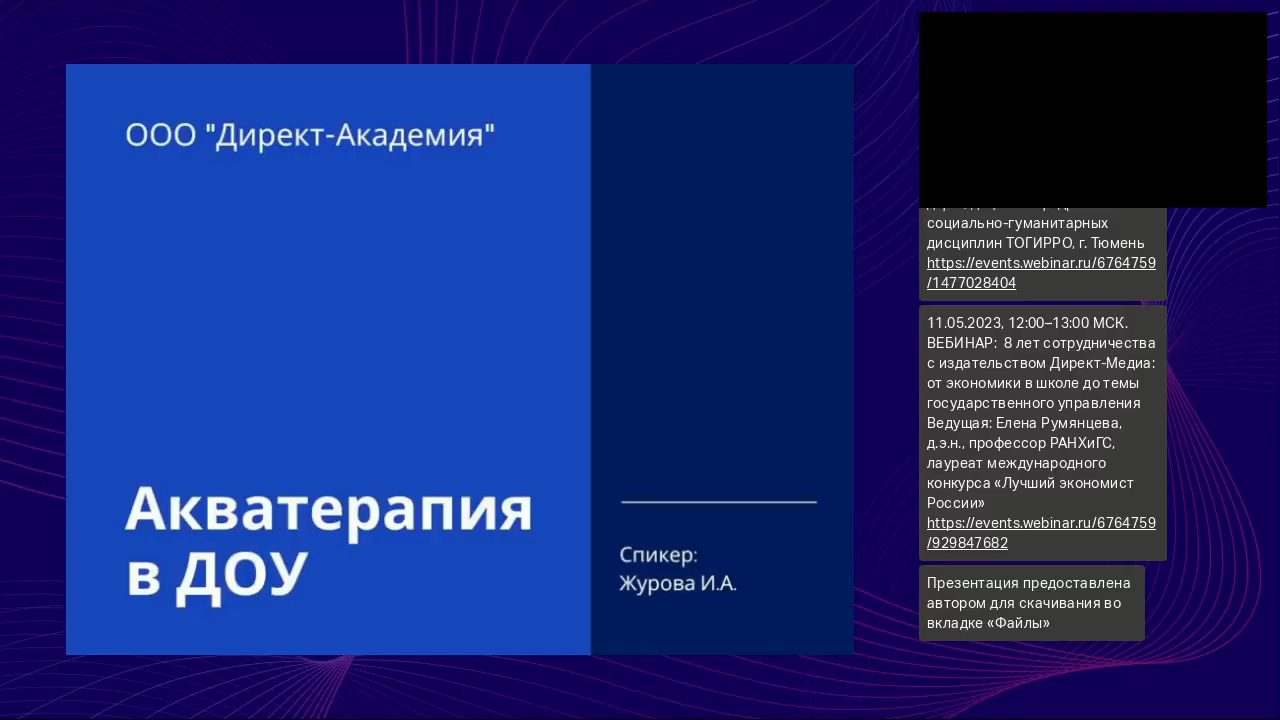 ООО "Директ-Академия"
Акватерапия
в ДОУ
Спикер:
Журова И.А.
социально-гуманитарных
дисциплин ТОГИРРО, г. Тюмень
https://events.webinar.ru/6764759
/1477028404
11.05.2023, 12:00–13:00 МСК.
ВЕБИНАР: 8 лет сотрудничества
с издательством Директ-Медиа:
от экономики в школе до темы
государственного управления
Ведущая: Елена Румянцева,
д.э.н., профессор РАНХиГС,
лауреат международного
конкурса «Лучший экономист
России»
https://events.webinar.ru/6764759
/929847682
Презентация предоставлена
автором для скачивания во
вкладке «Файлы»